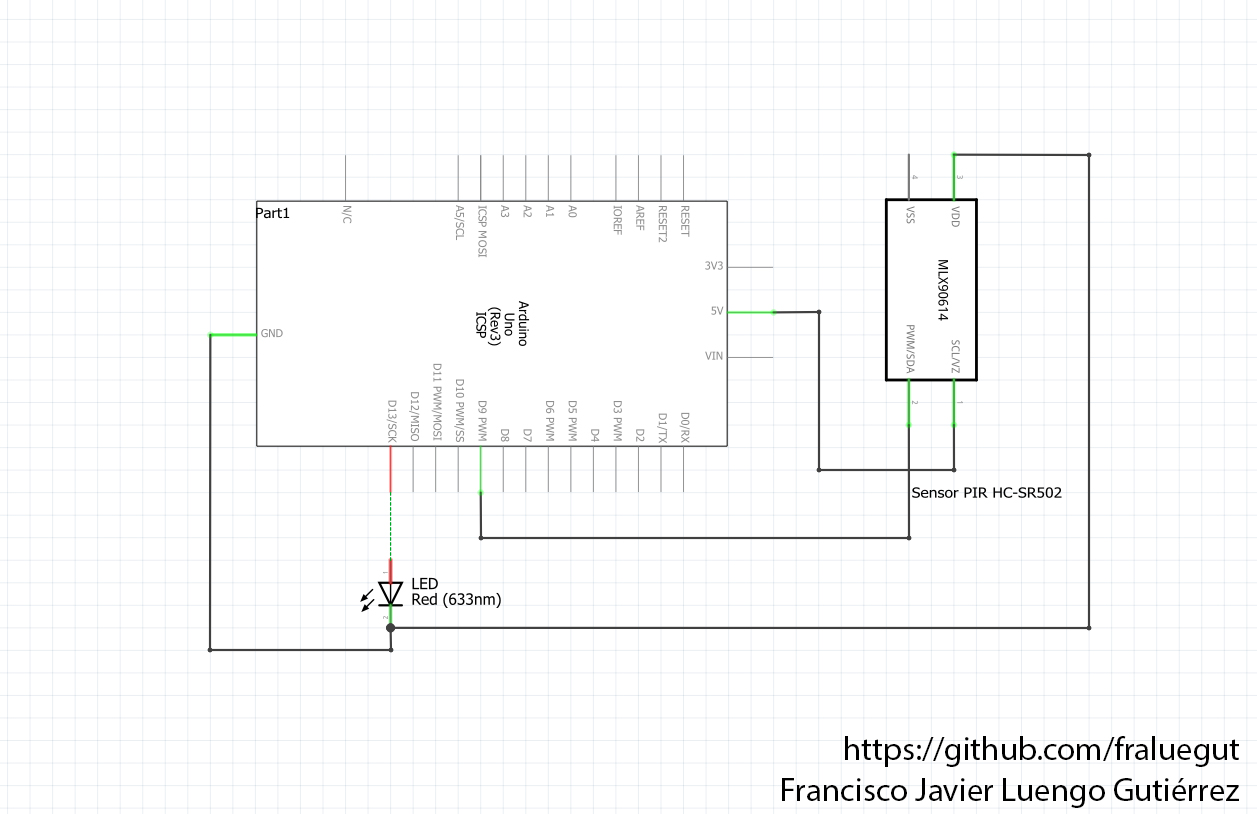 Part1
N/C
A5/SCL
ICSP MOSI
A3
A2
A1
A0
IOREF
AREF
RESET2
RESET
3V3
5V
VIN
GND
Arduino
Uno
(Rev3)
ICSP
D13/SCK
D12/MISO
D11 PWM/MOSI
D10 PWM/SS
D9 PWM
D8
D7
D6 PWM
D5 PWM
D4
D3 PWM
D2
D1/TX
D0/RX
4
3
VSS
VDD
MLX90614
PWM/SDA
SCL/VZ
2
1
Sensor PIR HC-SR502
1
LED
Red (633nm)
2
https://github.com/fraluegut
Francisco Javier Luengo Gutiérrez